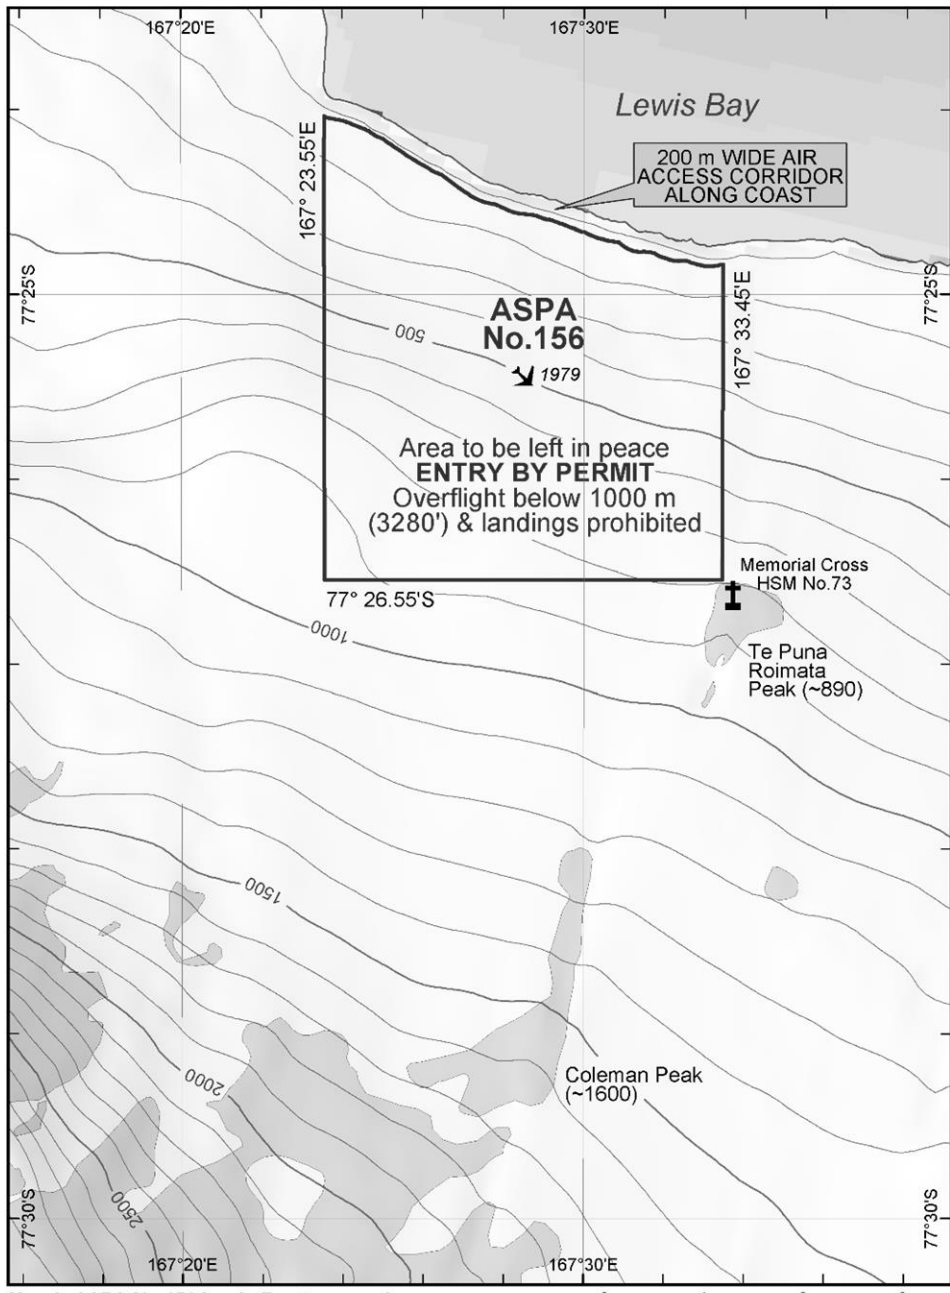 167°20'E
167°30'E
Lewis Bay
200 m WIDE AIR
ACCESS CORRIDOR
ALONG COAST
167° 23.55'E
77°25'S
77°25'S
167° 33.45'E
ASPA
No.156
500
1979
Area to be left in peace
ENTRY BY PERMIT
Overflight below 1000 m
(3280') & landings prohibited
Memorial Cross
HSM No.73
77° 26.55'S
1000
Te Puna
Roimata
Peak (~890)
1500
2000
Coleman Peak
(~1600)
2500
77°30'S
77°30'S
167°20'E
167°30'E